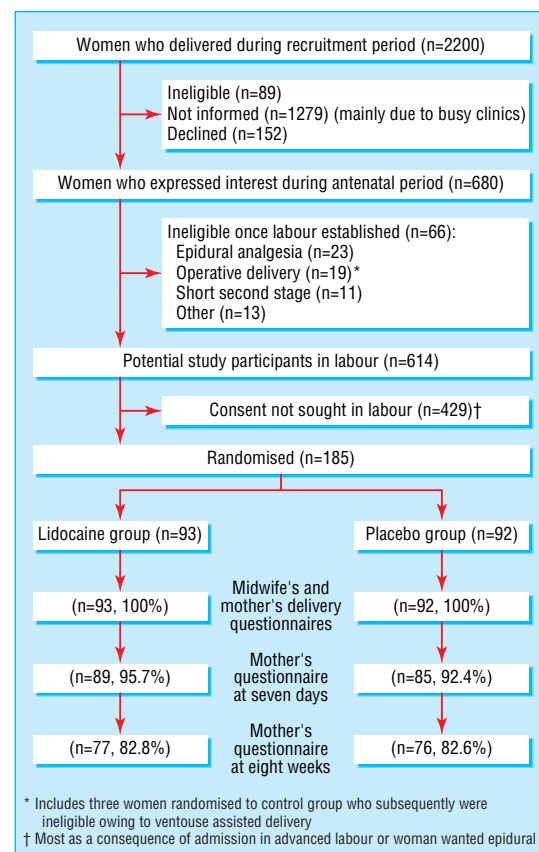 Women who delivered during recruitment period (n=2200)
Ineligible (n=89)
Not informed (n=1279) (mainly due to busy clinics)
Declined (n=152)
Women who expressed interest during antenatal period (n=680)
Ineligible once labour established (n=66):
Epidural analgesia (n=23)
Operative delivery (n=19)*
Short second stage (n=11)
Other (n=13)
Potential study participants in labour (n=614)
Consent not sought in labour (n=429)†
Randomised (n=185)
Lidocaine group (n=93)
Placebo group (n=92)
Midwife's and
mother's delivery
questionnaires
(n=93, 100%)
(n=92, 100%)
Mother's
questionnaire
at seven days
(n=89, 95.7%)
(n=85, 92.4%)
Mother's
questionnaire
at eight weeks
(n=77, 82.8%)
(n=76, 82.6%)
* Includes three women randomised to control group who subsequently were
ineligible owing to ventouse assisted delivery
† Most as a consequence of admission in advanced labour or woman wanted epidural